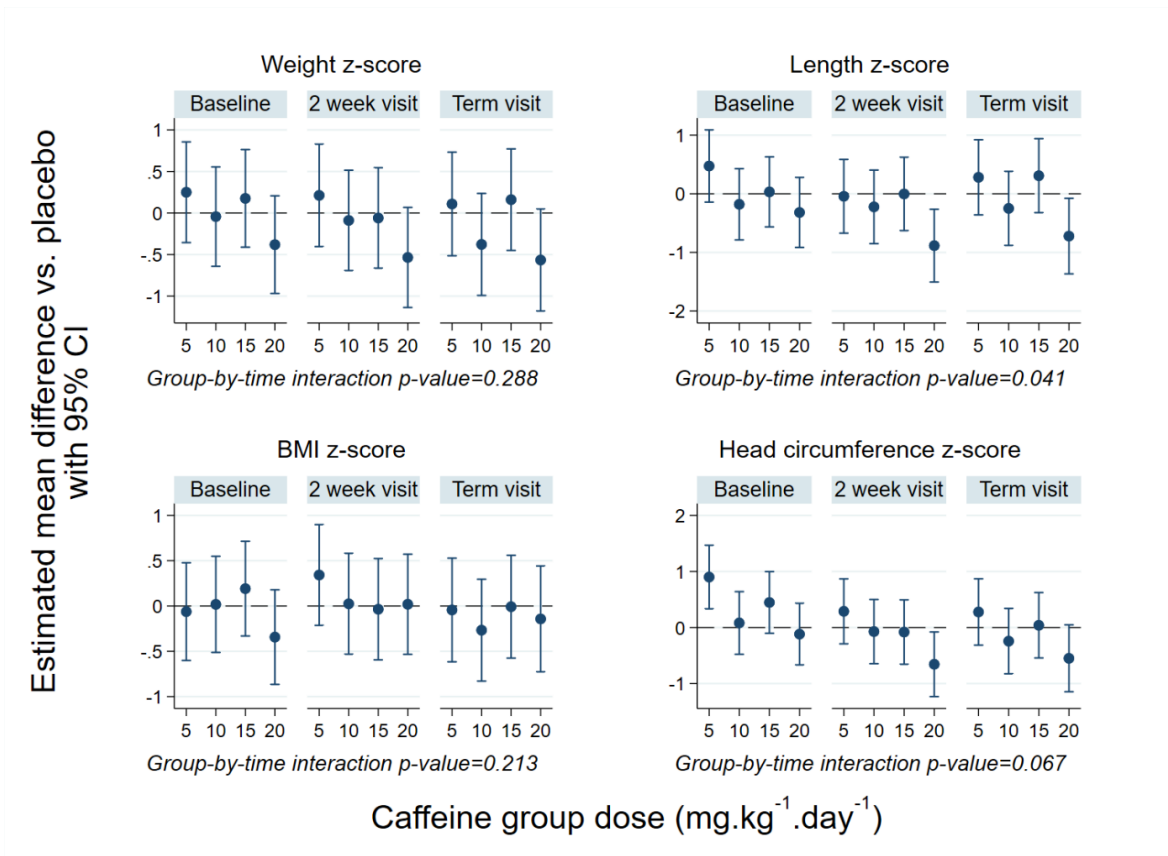 Estimated mean difference vs. placebo
with 95% CI
Weight z-score
Baseline 2 week visit Term visit
1
.5
0
-.5
-1
5 10 15 20 5 10 15 20 5 10 15 20
Group-by-time interaction p-value=0.288
Length z-score
Baseline 2 week visit Term visit
1
0
-1
-2
5 10 15 20 5 10 15 20 5 10 15 20
Group-by-time interaction p-value=0.041
BMI z-score
Baseline 2 week visit Term visit
1
.5
0
-.5
-1
5 10 15 20 5 10 15 20 5 10 15 20
Group-by-time interaction p-value=0.213
Head circumference z-score
Baseline 2 week visit Term visit
2
1
0
-1
5 10 15 20 5 10 15 20 5 10 15 20
Group-by-time interaction p-value=0.067
Caffeine group dose (mg.kg⁻¹.day⁻¹)